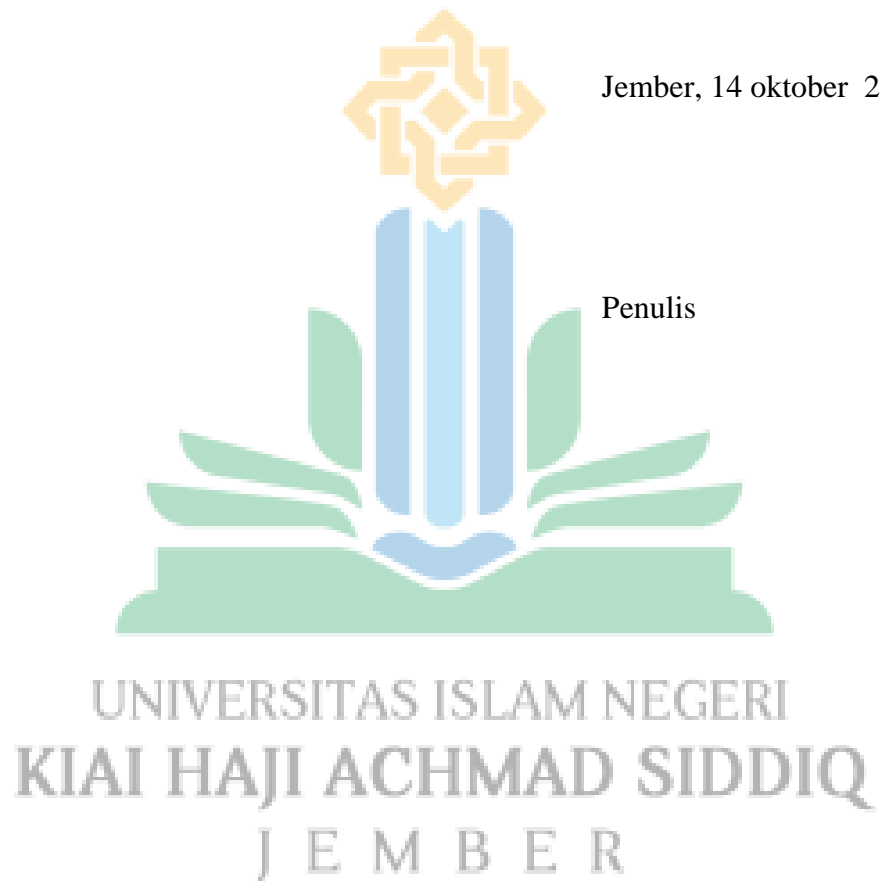 Jember, 14 oktober  2
Penulis
UNIVERSITAS ISLAM NEGERI
KIAI HAJI ACHMAD SIDDIQ
J E M B E R